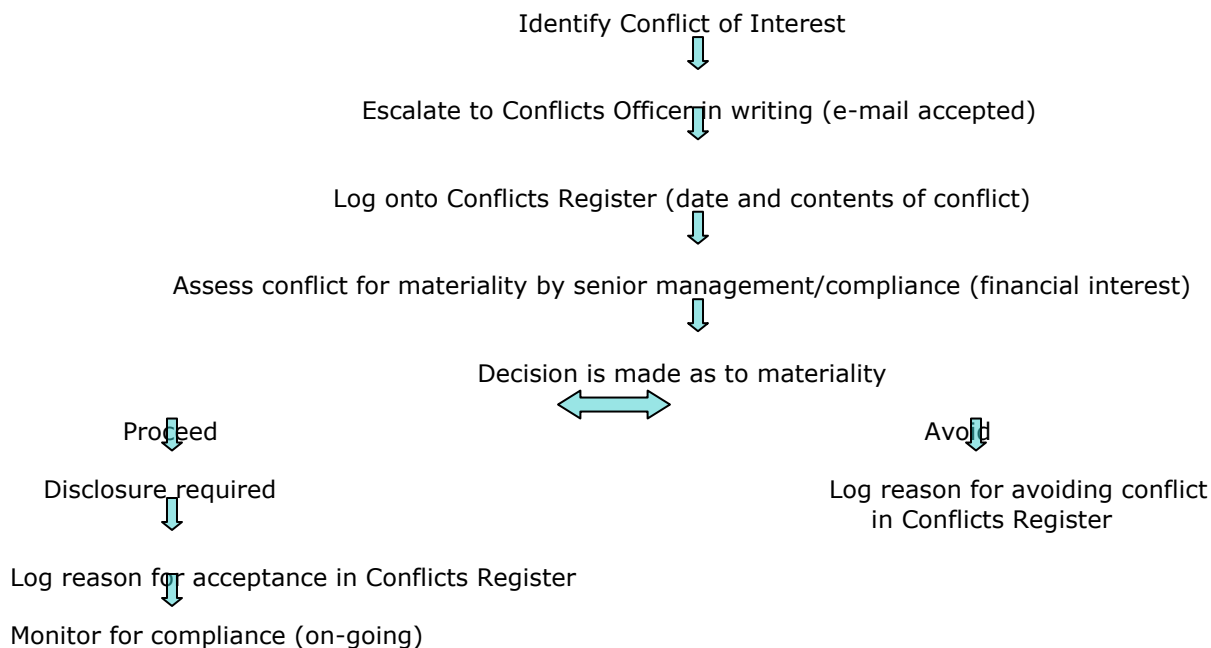 Identify Conflict of Interest
Escalate to Conflicts Officer in writing (e-mail accepted)
Log onto Conflicts Register (date and contents of conflict)
Assess conflict for materiality by senior management/compliance (financial interest)
Decision is made as to materiality
Proceed
Avoid
Disclosure required
Log reason for avoiding conflict
in Conflicts Register
Log reason for acceptance in Conflicts Register
Monitor for compliance (on-going)